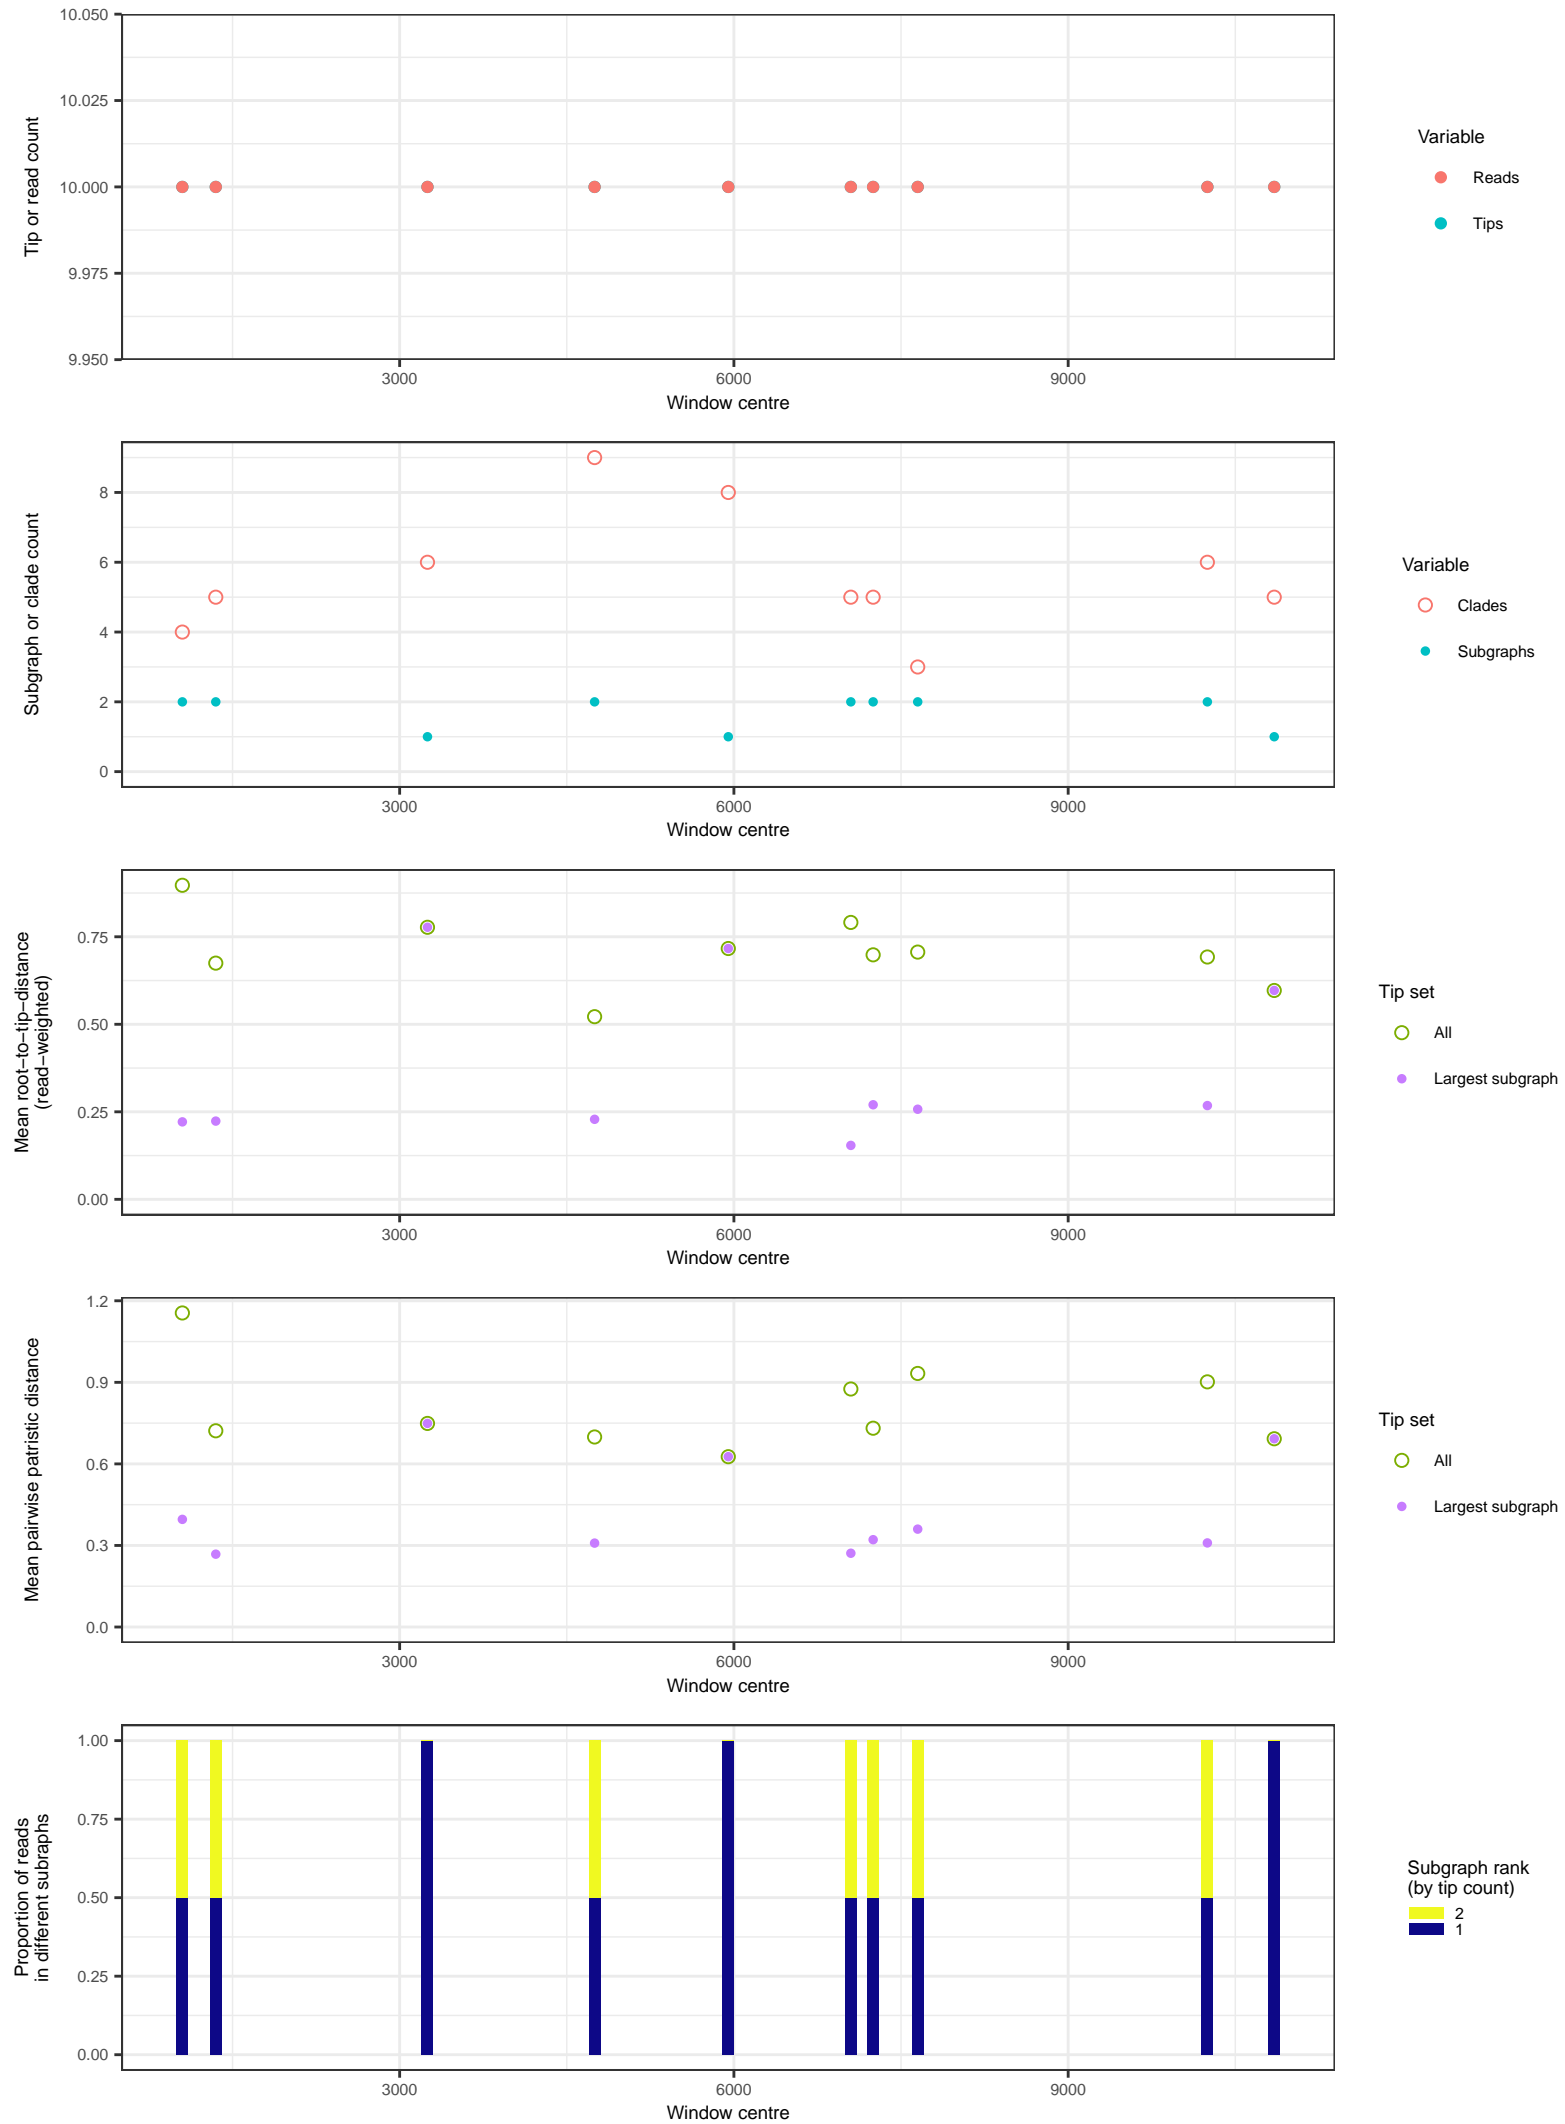 10.050
10.025
10.000
9.975
9.950
Tip or read count
3000 6000 9000
Window centre
Variable
Reads
Tips
8
6
4
2
0
Subgraph or clade count
3000 6000 9000
Window centre
Variable
Clades
Subgraphs
0.75
0.50
0.25
0.00
Mean root−to−tip−distance
(read−weighted)
3000 6000 9000
Window centre
Tip set
All
Largest subgraph
1.2
0.9
0.6
0.3
0.0
Mean pairwise patristic distance
3000 6000 9000
Window centre
Tip set
All
Largest subgraph
1.00
0.75
0.50
0.25
0.00
Proportion of reads
in different subraphs
3000 6000 9000
Window centre
Subgraph rank
(by tip count)
2
1